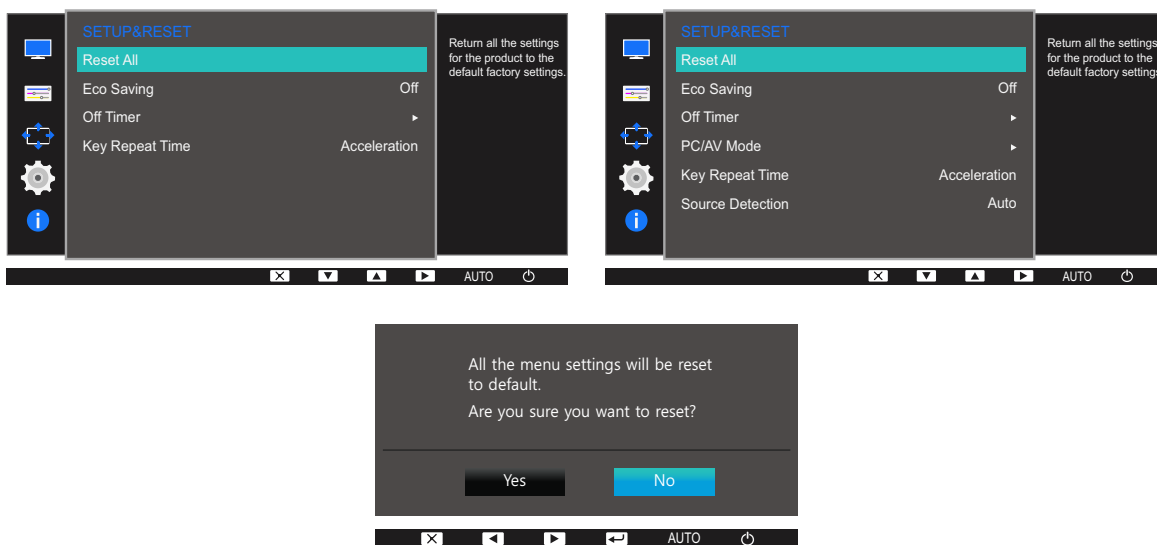 SETUP&RESET
Reset All
Eco Saving Off
Off Timer
Key Repeat Time Acceleration
Return all the settings
for the product to the
default factory settings.
AUTO
SETUP&RESET
Reset All
Eco Saving Off
Off Timer
PC/AV Mode
Key Repeat Time Acceleration
Source Detection Auto
Return all the settings
for the product to the
default factory settings
AUTO
All the menu settings will be reset
to default.
Are you sure you want to reset?
Yes No
AUTO